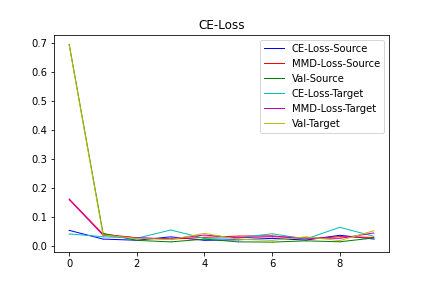 CE-Loss
0.7
0.6
0.5
0.4
0.3
0.2
0.1
0.0
CE-Loss-Source
MMD-Loss-Source
Val-Source
CE-Loss-Target
MMD-Loss-Target
Val-Target
0 2 4 6 8